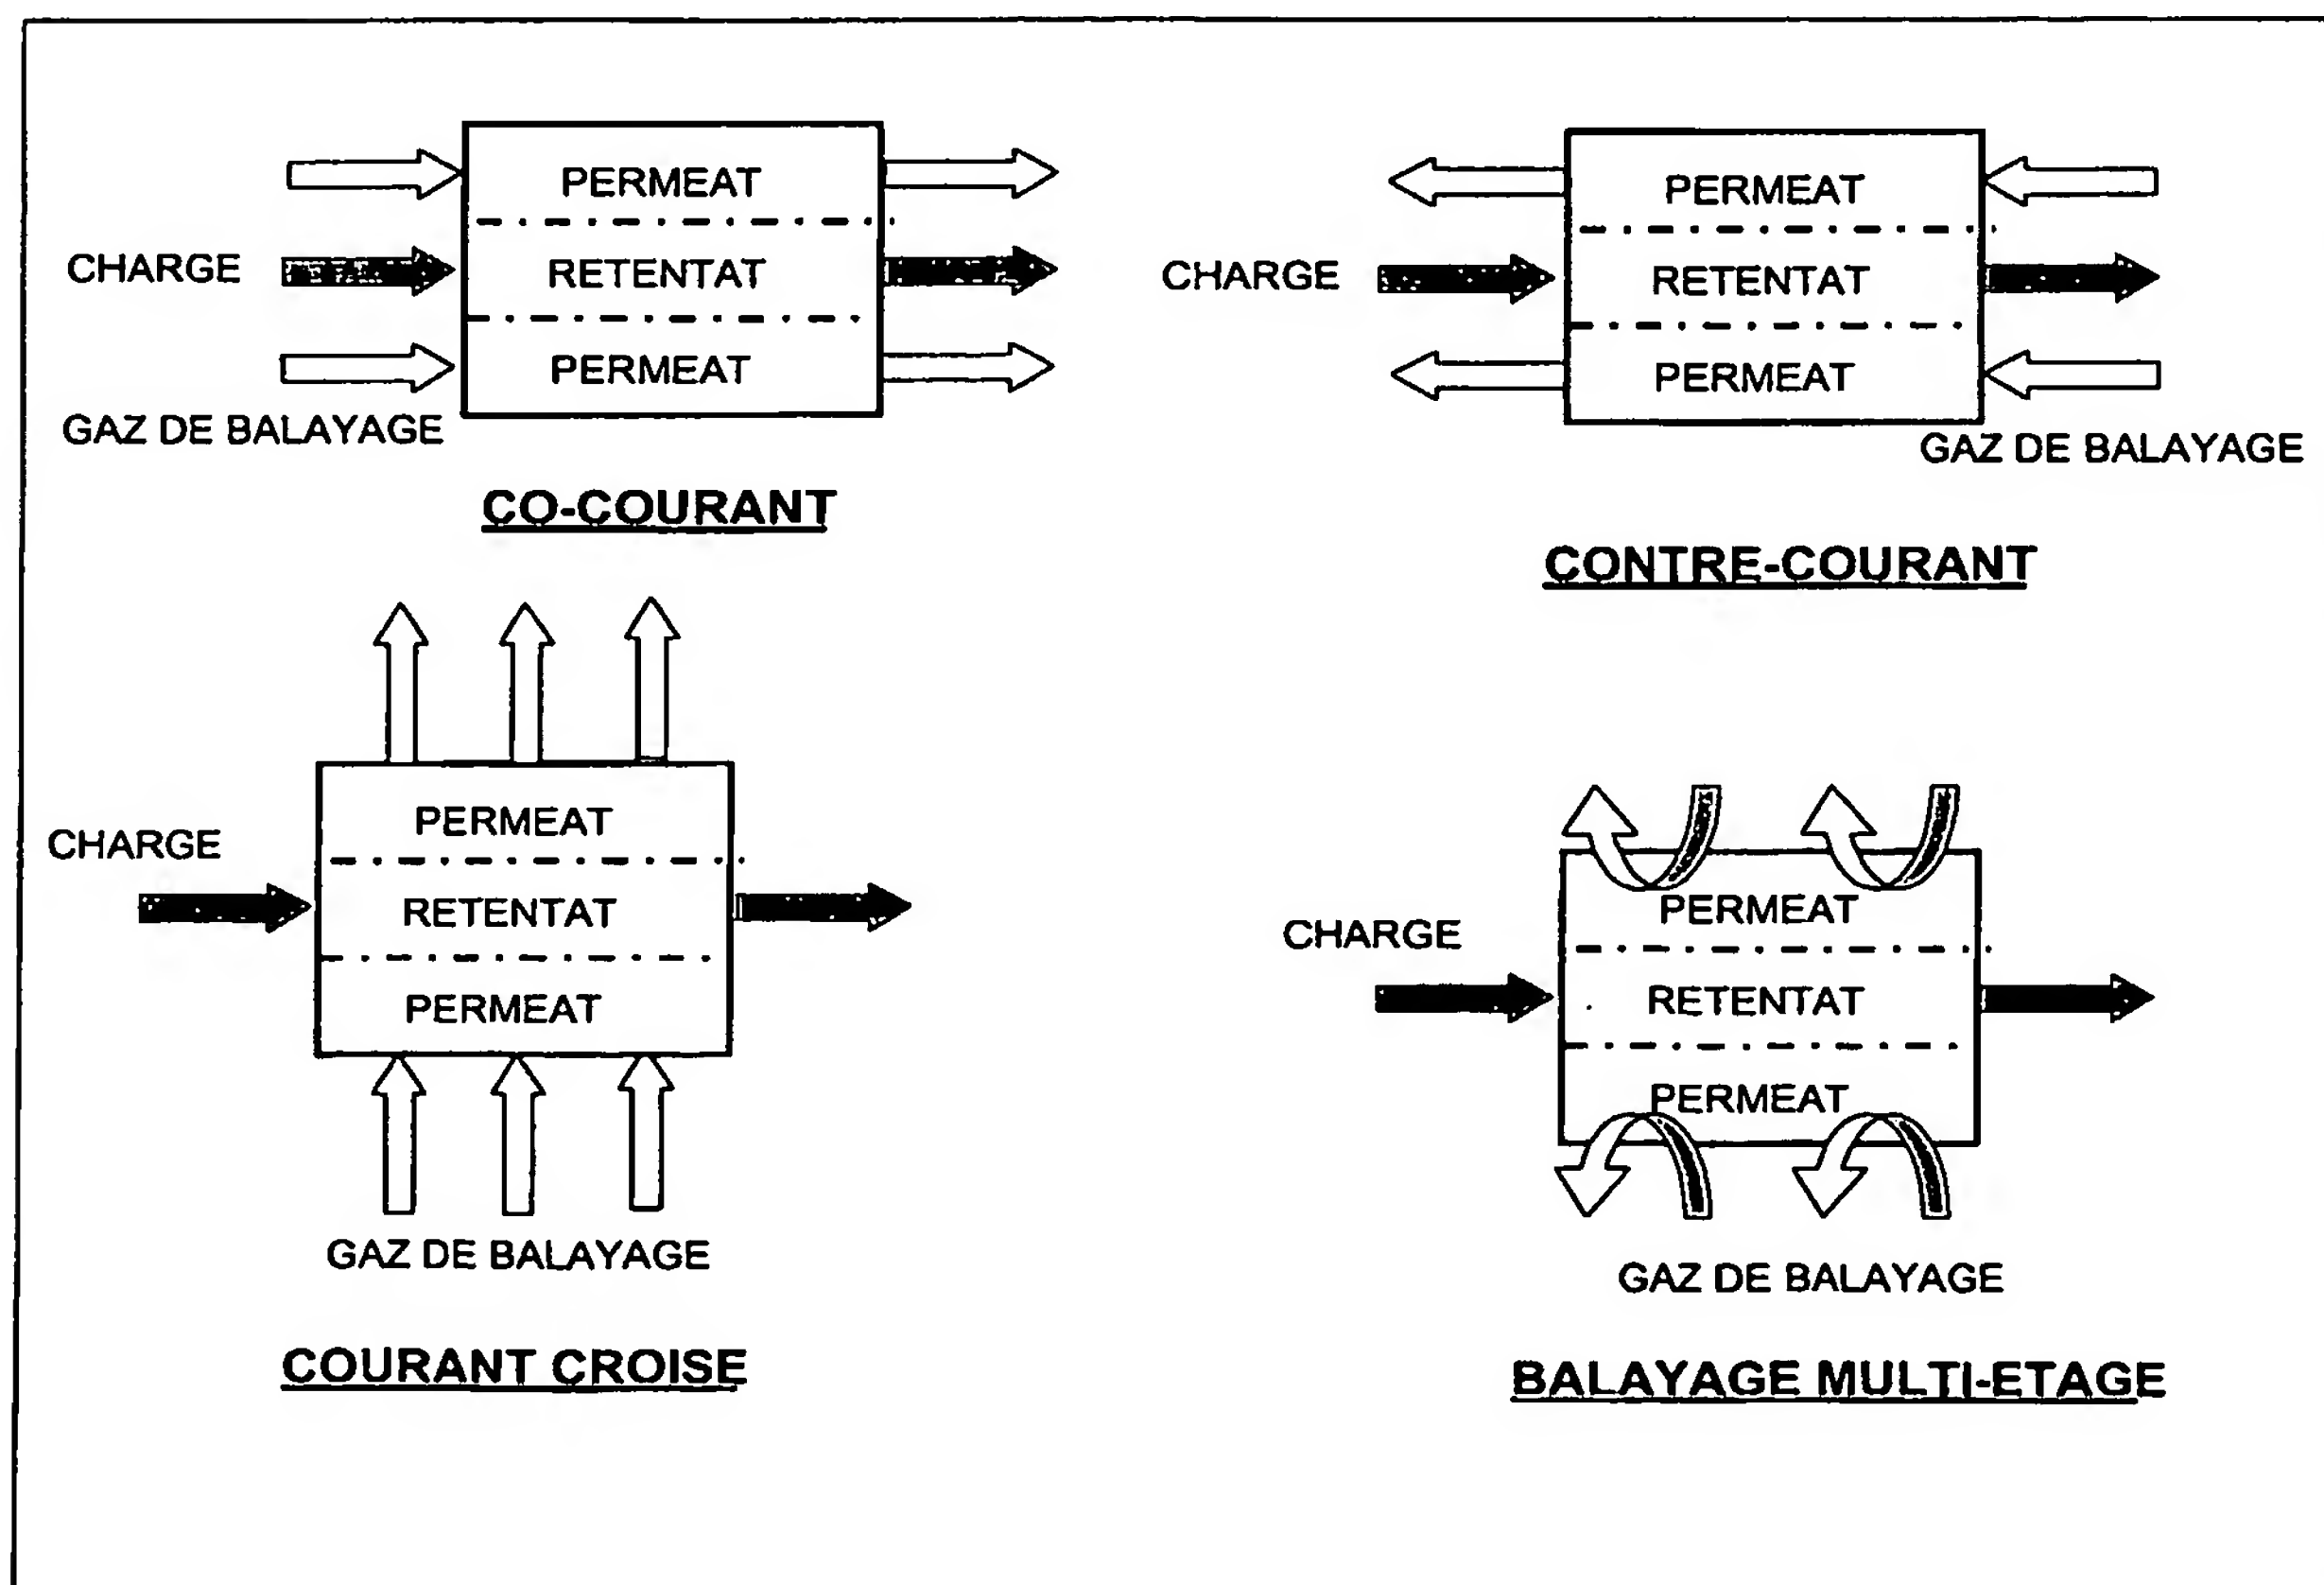 PERMEAT
CHARGE
RETENTAT
PERMEAT
GAZ DE BALAYAGE
CO-COURANT
PERMEAT
CHARGE
RETENTAT
PERMEAT
GAZ DE BALAYAGE
CONTRE-COURANT
PERMEAT
CHARGE
RETENTAT
PERMEAT
GAZ DE BALAYAGE
COURANT CROISE
PERMEAT
CHARGE
RETENTAT
PERMEAT
GAZ DE BALAYAGE
BALAYAGE MULTI-ETAGE